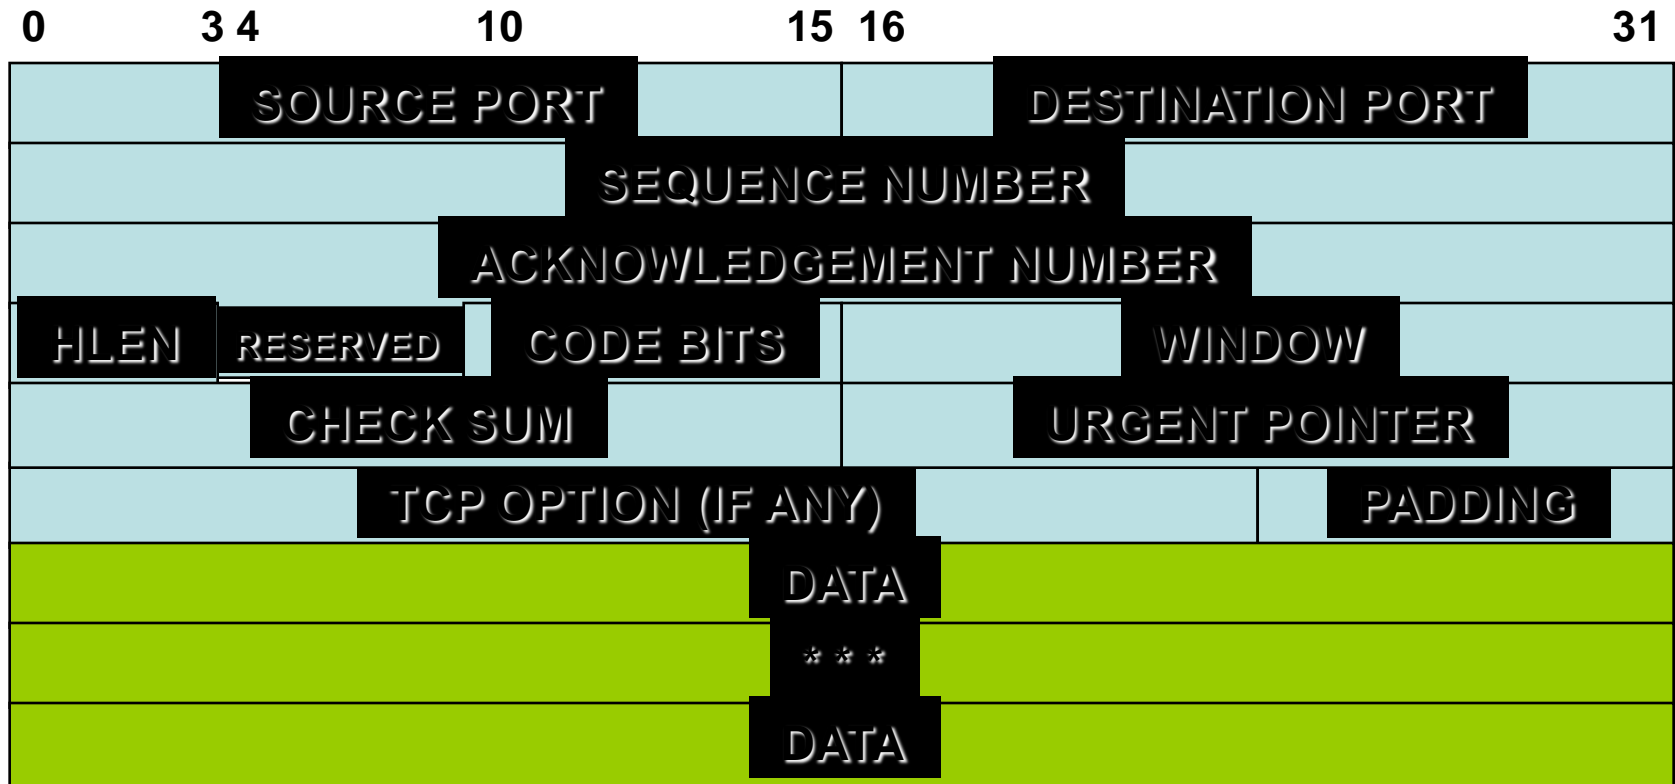 0 3 4 10 15 16 31
SOURCE PORT DESTINATION PORT
SEQUENCE NUMBER
ACKNOWLEDGEMENT NUMBER
HLEN RESERVED CODE BITS WINDOW
CHECK SUM URGENT POINTER
TCP OPTION (IF ANY) PADDING
DATA
* * *
DATA